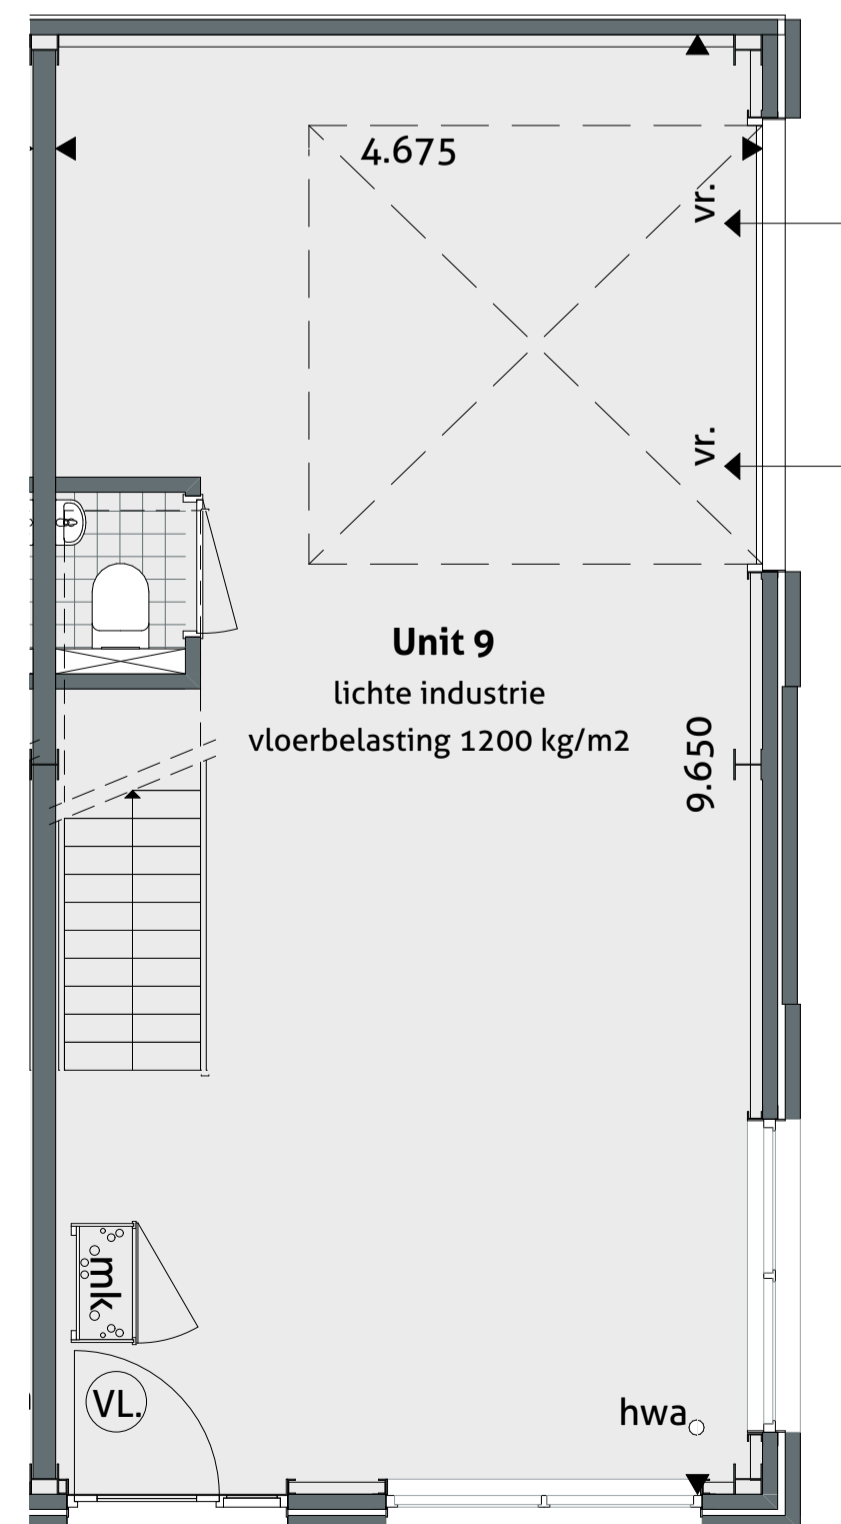 4.675
vr.
vr.
Unit 9
lichte industrie
vloerbelasting 1200 kg/m2
9.650
mk
VL.
hwa